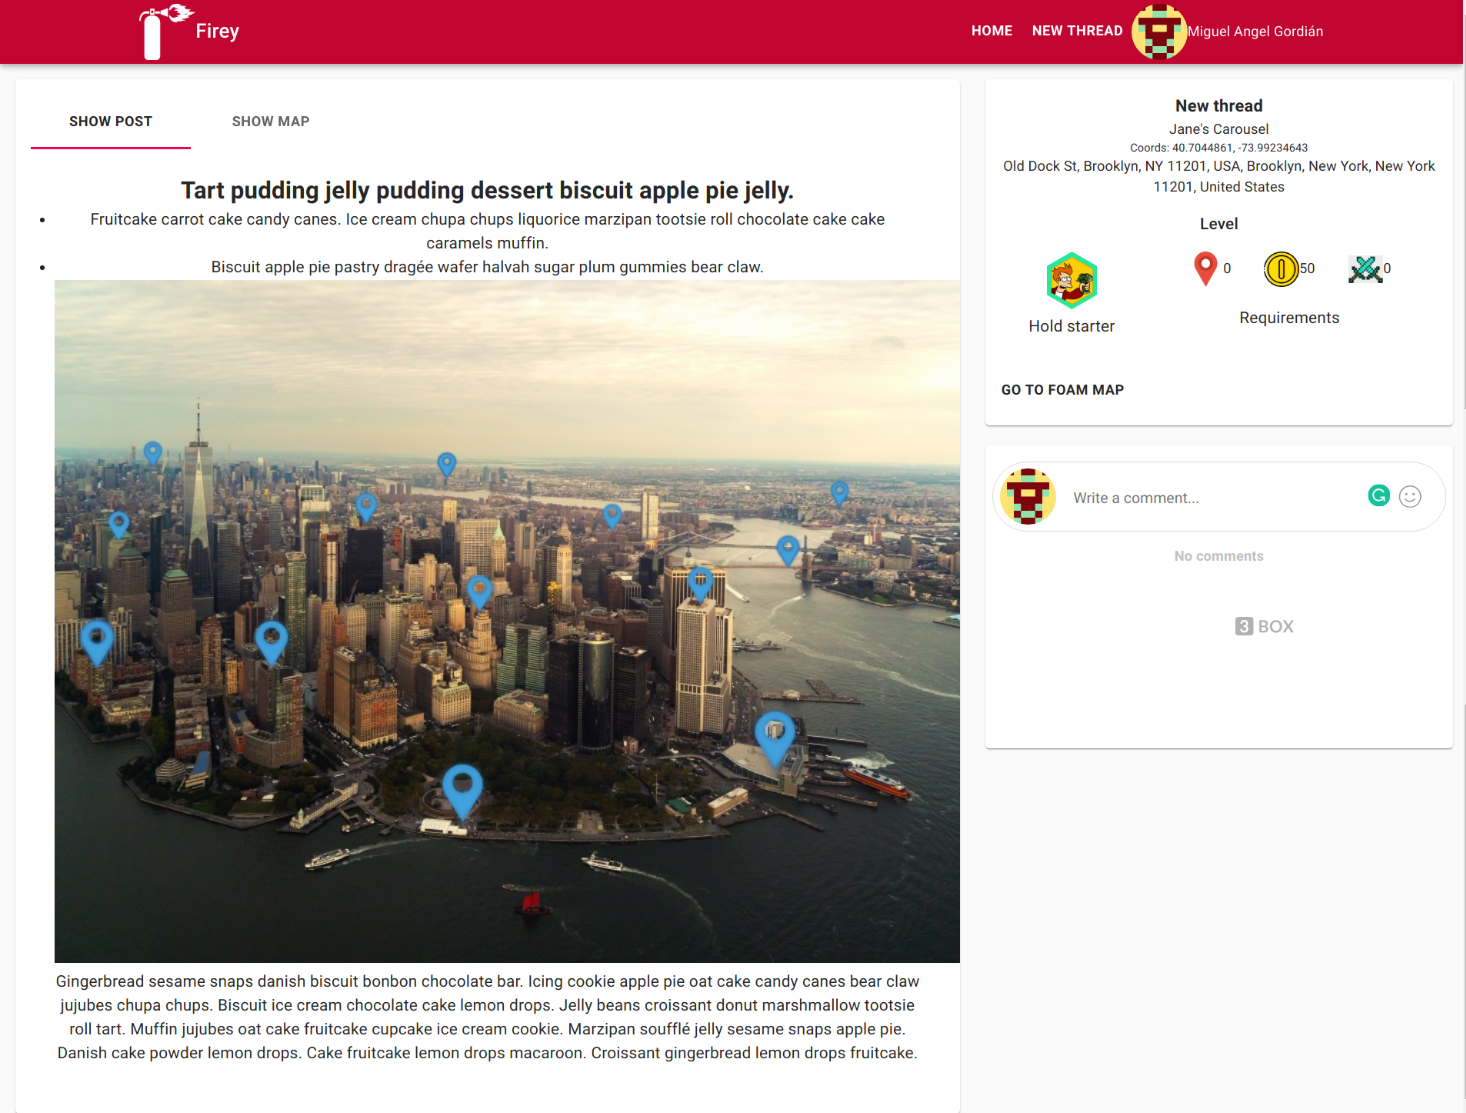 Firey
HOME NEW THREAD Miguel Angel Gordián
SHOW POST SHOW MAP
Tart pudding jelly pudding dessert biscuit apple pie jelly.
• Fruitcake carrot cake candy canes. Ice cream chupa chups liquorice marzipan tootsie roll chocolate cake cake
caramels muffin.
• Biscuit apple pie pastry dragée wafer halvah sugar plum gummies bear claw.
Gingerbread sesame snaps danish biscuit bonbon chocolate bar. Icing cookie apple pie oat cake candy canes bear claw
jujubes chupa chups. Biscuit ice cream chocolate cake lemon drops. Jelly beans croissant donut marshmallow tootsie
roll tart. Muffin jujubes oat cake fruitcake cupcake ice cream cookie. Marzipan soufflé jelly sesame snaps apple pie.
Danish cake powder lemon drops. Cake fruitcake lemon drops macaroon. Croissant gingerbread lemon drops fruitcake.
New thread
Jane's Carousel
Coords: 40.7044861, -73.99234643
Old Dock St, Brooklyn, NY 11201, USA, Brooklyn, New York, New York
11201, United States
Level
0 50 0
Hold starter
Requirements
GO TO FOAM MAP
Write a comment...
No comments
3 BOX